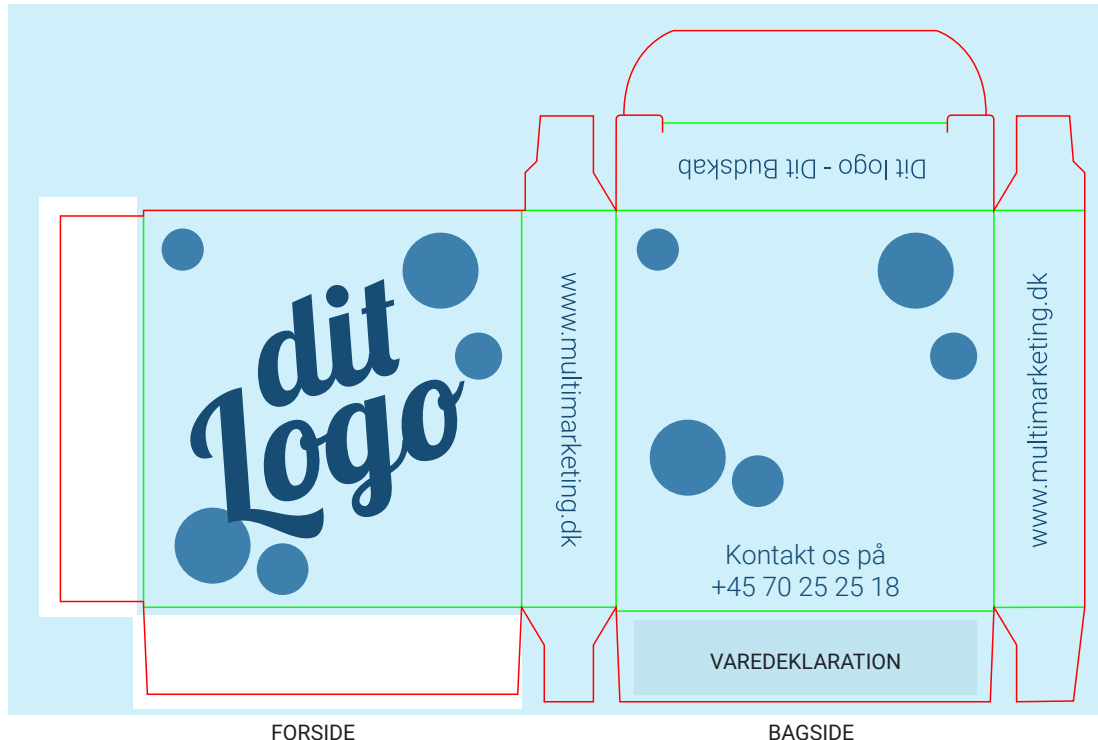 Dit logo - Dit Budskab
dit
Logo
www.multimarketing.dk
www.multimarketing.dk
Kontakt os på
+45 70 25 25 18
VAREDEKLARATION
FORSIDE
BAGSIDE